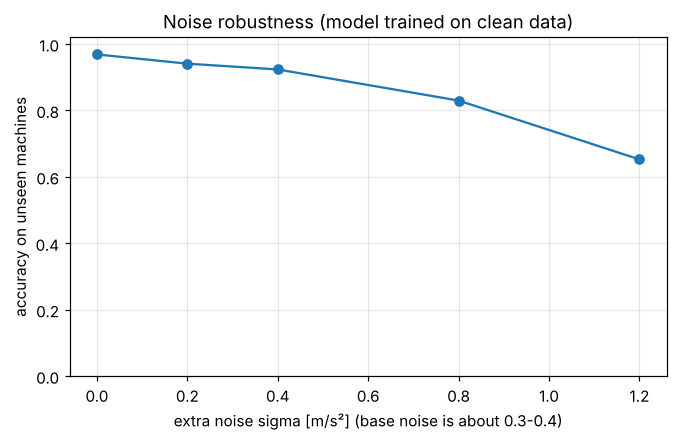 Noise robustness (model trained on clean data)
accuracy on unseen machines
1.0
0.8
0.6
0.4
0.2
0.0
0.0 0.2 0.4 0.6 0.8 1.0 1.2
extra noise sigma [m/s²] (base noise is about 0.3-0.4)